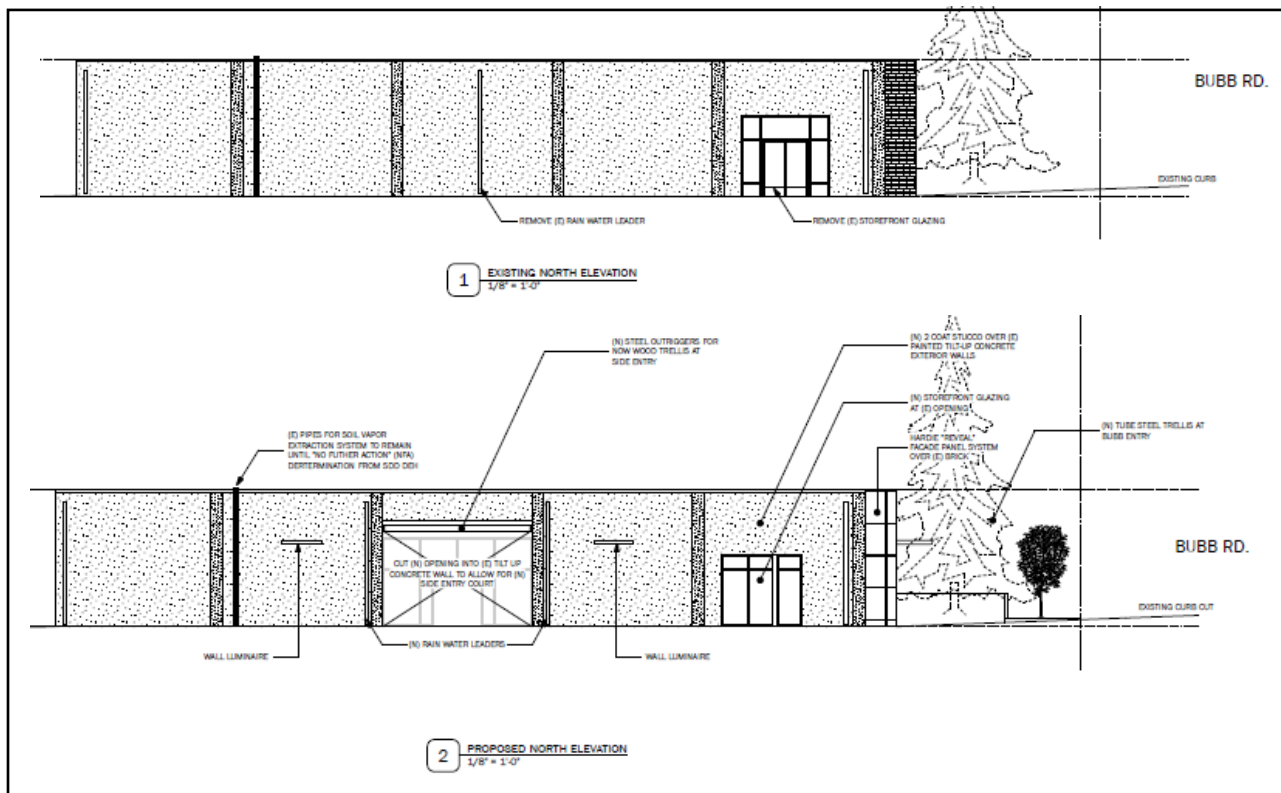 BUBB RD.
EXISTING CURB
REMOVE (E) RAIN WATER LEADER
REMOVE (E) STOREFRONT GLAZING
1
EXISTING NORTH ELEVATION
1/8" = 1'-0"
(N) STEEL OUTRIGGERS FOR
NOW WOOD TRELLIS AT
SIDE ENTRY
(N) 2 COAT STUCCO OVER (E)
PAINTED TILT-UP CONCRETE
EXTERIOR WALLS
(N) STOREFRONT GLAZING
AT (E) OPENING
HARDIE "REVEAL"
FACADE PANEL SYSTEM
OVER (E) BRICK
(N) TUBE STEEL TRELLIS AT
BUBB ENTRY
(E) PIPES FOR SOIL VAPOR
EXTRACTION SYSTEM TO REMAIN
UNTIL "NO FUTHER ACTION" (NFA)
DERTERMINATION FROM
CUT (N) OPENING INTO (E) TILT UP
CONCRETE WALL TO ALLOW FOR (N)
SIDE ENTRY COURT
BUBB RD.
EXISTING CURB CUT
(N) RAIN WATER LEADERS
WALL LUMINAIRE
WALL LUMINAIRE
2
PROPOSED NORTH ELEVATION
1/8" = 1'-0"